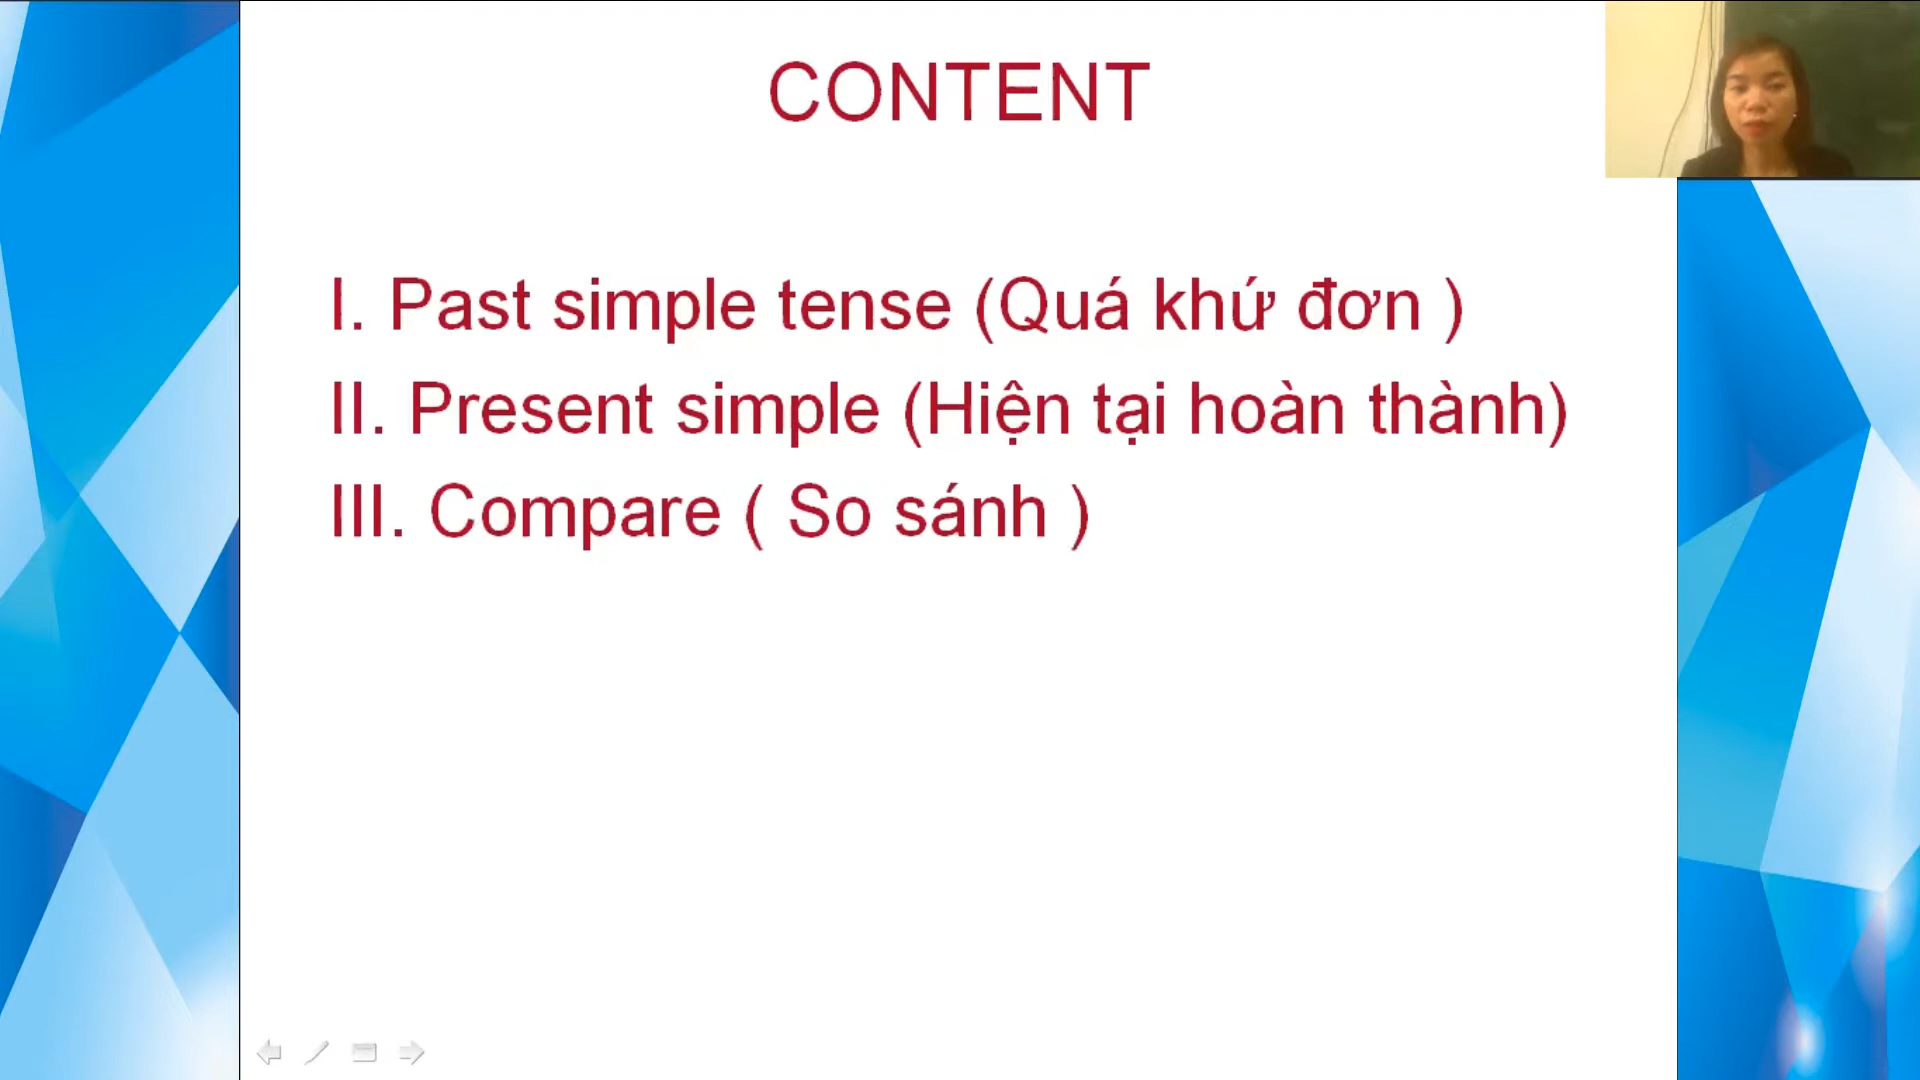 CONTENT
I. Past simple tense (Quá khứ đơn )
II. Present simple (Hiện tại hoàn thành)
III. Compare ( So sánh )